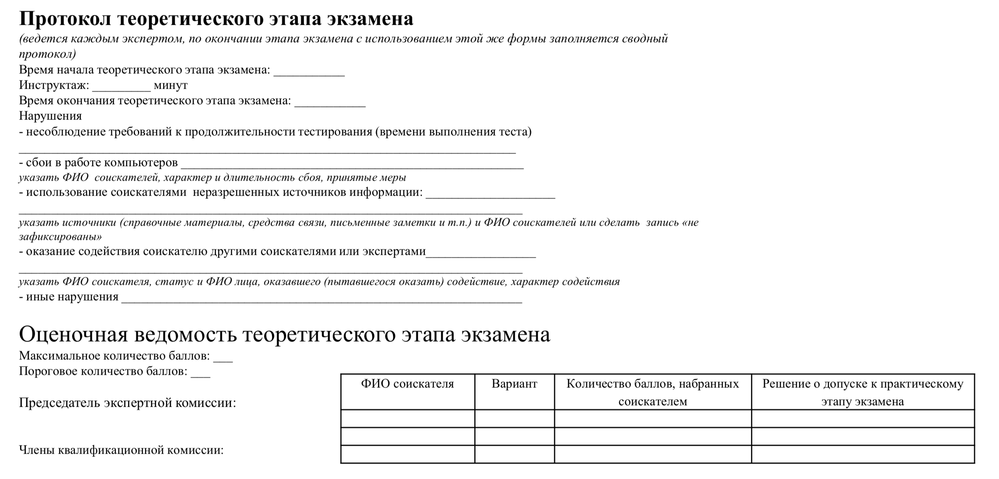 Протокол теоретического этапа экзамена
(ведется каждым экспертом, по окончании этапа экзамена с использованием этой же формы заполняется сводный
протокол)
Время начала теоретического этапа экзамена: ___________
Инструктаж: _________ минут
Время окончания теоретического этапа экзамена: ___________
Нарушения
- несоблюдение требований к продолжительности тестирования (времени выполнения теста)
_____________________________________________________________________________
- сбои в работе компьютеров _____________________________________________________
указать ФИО  соискателей, характер и длительность сбоя, принятые меры
- использование соискателями  неразрешенных источников информации: ____________________
______________________________________________________________________________
указать источники (справочные материалы, средства связи, письменные заметки и т.п.) и ФИО соискателей или сделать  запись «не
зафиксированы»
- оказание содействия соискателю другими соискателями или экспертами_________________
______________________________________________________________________________
указать ФИО соискателя, статус и ФИО лица, оказавшего (пытавшегося оказать) содействие, характер содействия
- иные нарушения ______________________________________________________________
Оценочная ведомость теоретического этапа экзамена
Максимальное количество баллов: ___
Пороговое количество баллов: ___
Председатель экспертной комиссии:
Члены квалификационной комиссии:
ФИО соискателя
Вариант
Количество баллов, набранных
соискателем
Решение о допуске к практическому
этапу экзамена